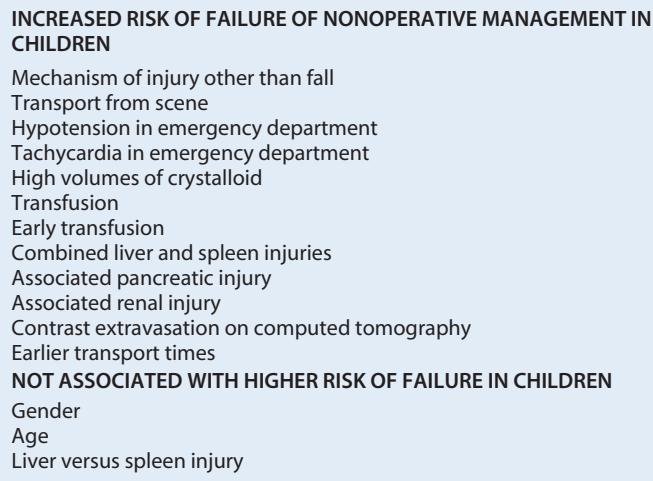 INCREASED RISK OF FAILURE OF NONOPERATIVE MANAGEMENT IN
CHILDREN
Mechanism of injury other than fall
Transport from scene
Hypotension in emergency department
Tachycardia in emergency department
High volumes of crystalloid
Transfusion
Early transfusion
Combined liver and spleen injuries
Associated pancreatic injury
Associated renal injury
Contrast extravasation on computed tomography
Earlier transport times
NOT ASSOCIATED WITH HIGHER RISK OF FAILURE IN CHILDREN
Gender
Age
Liver versus spleen injury